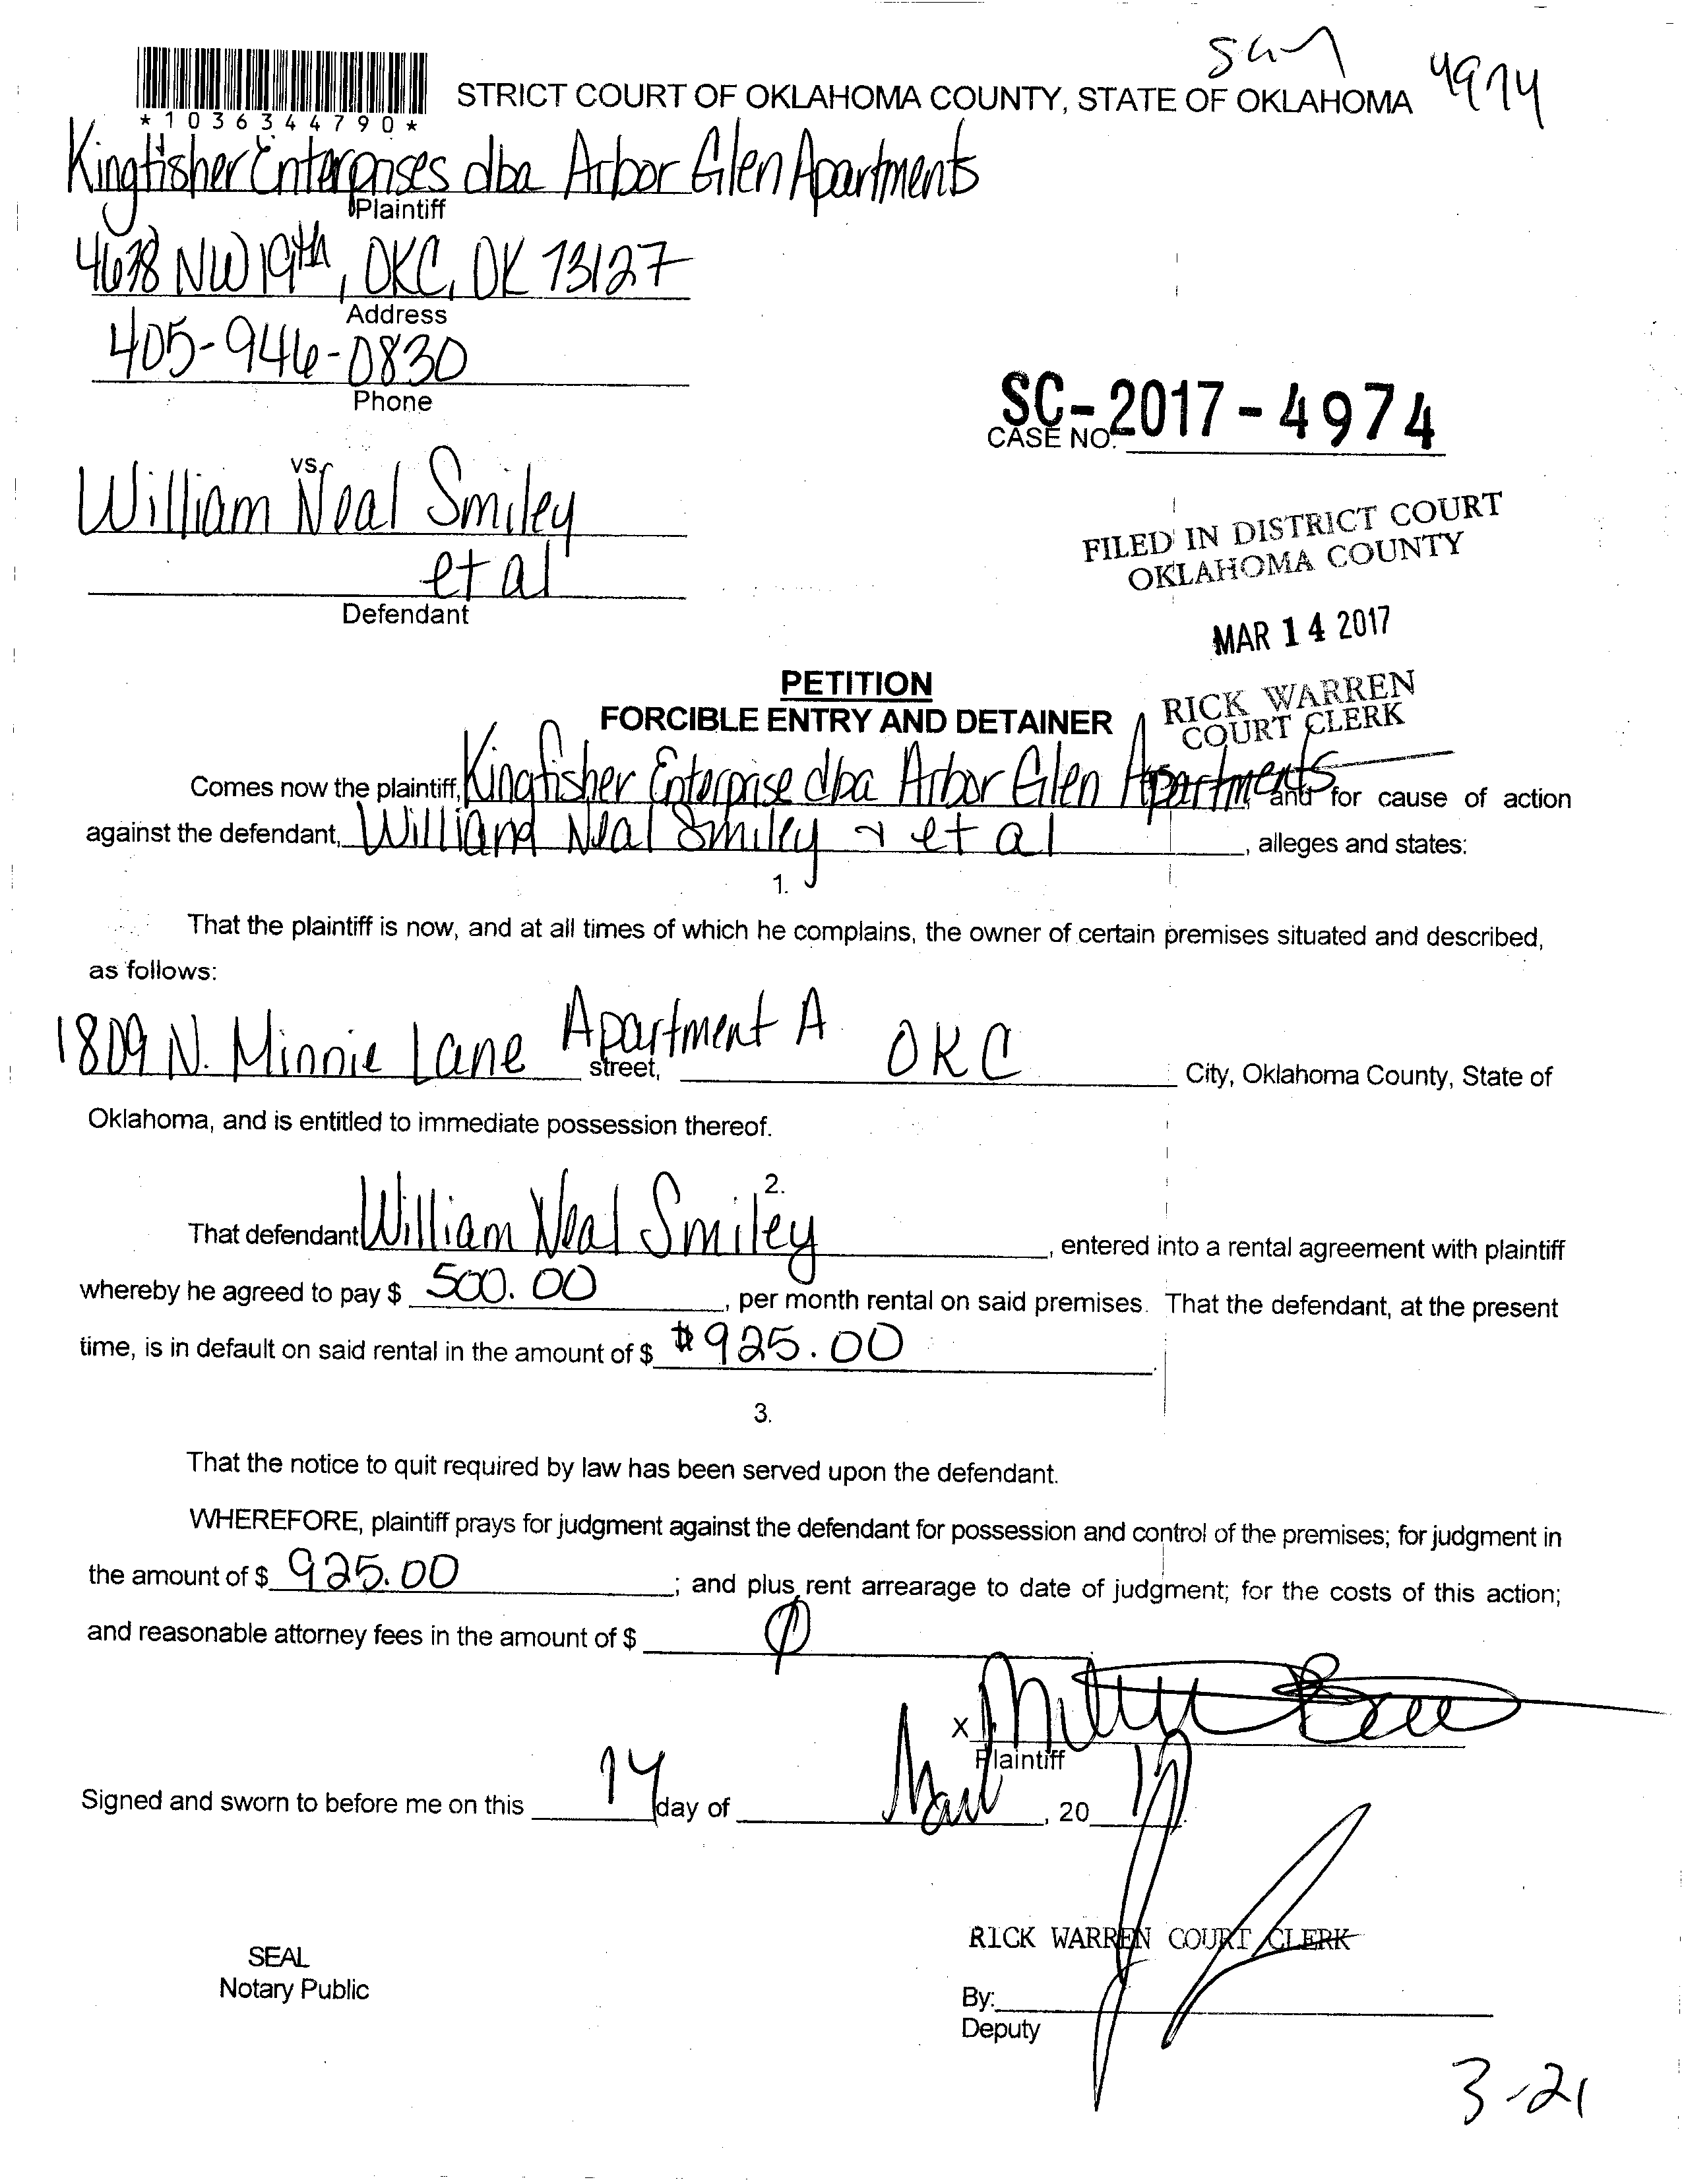 4974
STRICT COURT OF OKLAHOMA COUNTY, STATE OF OKLAHOMA
*1036344790*
Kingfisher Enterprises dba Arbor Glen Apartments
Plaintiff
4638 NW 19th, OKC, OK 73127
Address
405-946-0830
Phone
SC-2017-4974
CASE NO.
vs.
William Neal Smiley
et al
Defendant
FILED IN DISTRICT COURT
OKLAHOMA COUNTY
MAR 14 2017
RICK WARREN
COURT CLERK
PETITION
FORCIBLE ENTRY AND DETAINER
Comes now the plaintiff, Kingfisher Enterprise dba Arbor Glen Apartments and for cause of action
against the defendant, William Neal Smiley et al, alleges and states:
1.
That the plaintiff is now, and at all times of which he complains, the owner of certain premises situated and described,
as follows:
1809 N. Minnie Lane Apartment A street, OKC City, Oklahoma County, State of
Oklahoma, and is entitled to immediate possession thereof.
2.
That defendant William Neal Smiley, entered into a rental agreement with plaintiff
whereby he agreed to pay $ 500.00, per month rental on said premises. That the defendant, at the present
time, is in default on said rental in the amount of $ $925.00.
3.
That the notice to quit required by law has been served upon the defendant.
WHEREFORE, plaintiff prays for judgment against the defendant for possession and control of the premises; for judgment in
the amount of $ 925.00; and plus rent arrearage to date of judgment; for the costs of this action;
and reasonable attorney fees in the amount of $ Ø
X
Plaintiff
Signed and sworn to before me on this 14 day of , 2017
RICK WARREN COURT CLERK
SEAL
Notary Public
By:
Deputy
3-21